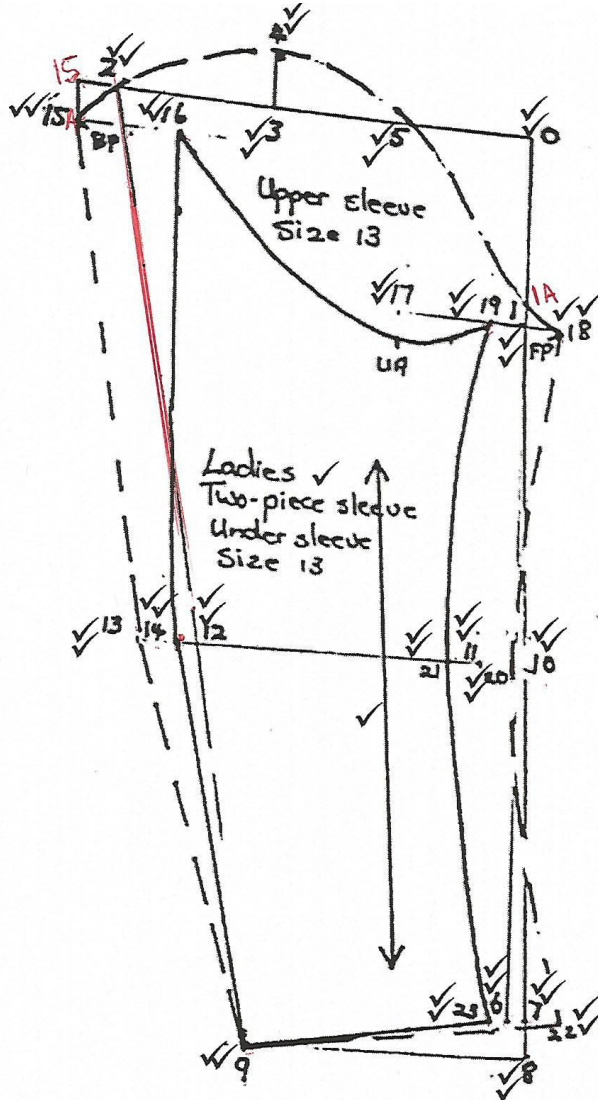 4
15 2
15A 16 3 5 0
BP
Upper sleeve
Size 13
1A
17 19 1 18
UA FP
Ladies
Two-piece sleeve
Under sleeve
Size 13
13 14 12 21 11 20 10
23 6 7
22
9 8